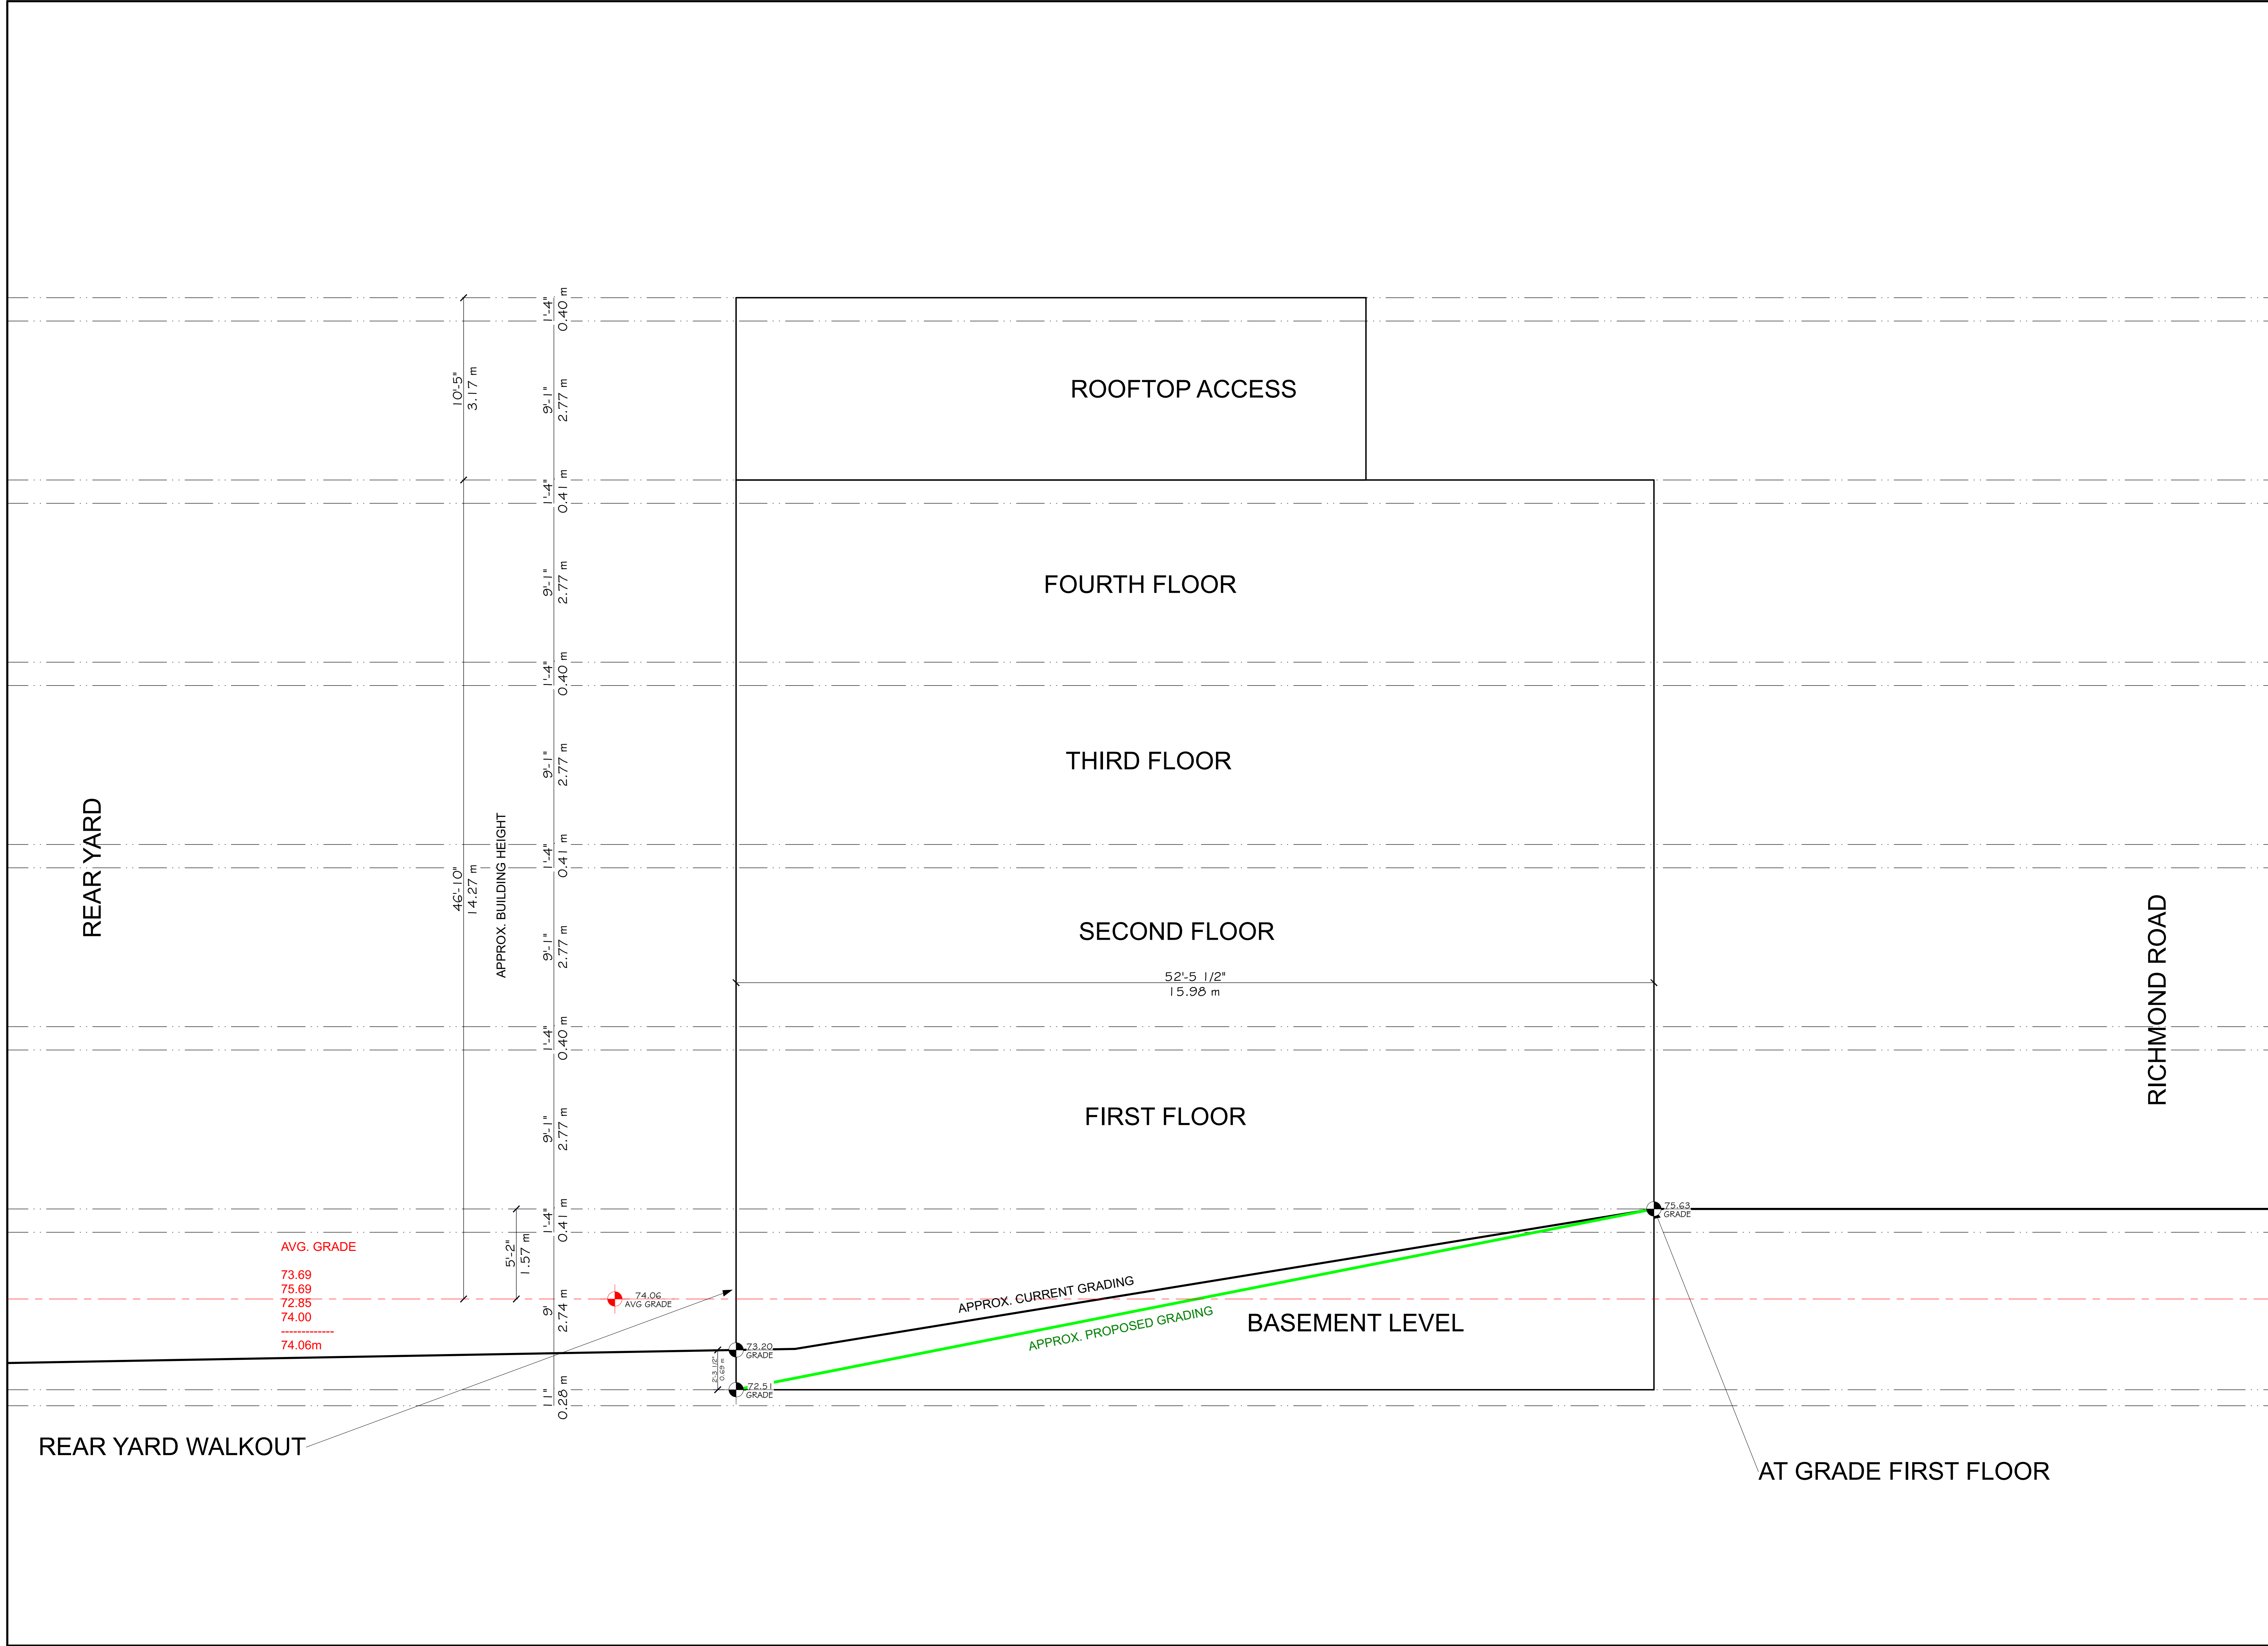 1'-4"
0.40 m
10'-5"
3.17 m
9'-1"
2.77 m
ROOFTOP ACCESS
1'-4"
0.41 m
9'-1"
2.77 m
FOURTH FLOOR
1'-4"
0.40 m
9'-1"
2.77 m
THIRD FLOOR
REAR YARD
46'-10"
14.27 m
APPROX. BUILDING HEIGHT
1'-4"
0.41 m
9'-1"
2.77 m
SECOND FLOOR
52'-5 1/2"
15.98 m
RICHMOND ROAD
1'-4"
0.40 m
9'-1"
2.77 m
FIRST FLOOR
1'-4"
0.41 m
5'-2"
1.57 m
75.63
GRADE
AVG. GRADE
73.69
75.69
72.85
74.00
-------------
74.06m
74.06
AVG GRADE
9'
2.74 m
APPROX. CURRENT GRADING
APPROX. PROPOSED GRADING
BASEMENT LEVEL
73.20
GRADE
2'-3 1/2"
0.69 m
72.51
GRADE
11"
0.28 m
REAR YARD WALKOUT
AT GRADE FIRST FLOOR